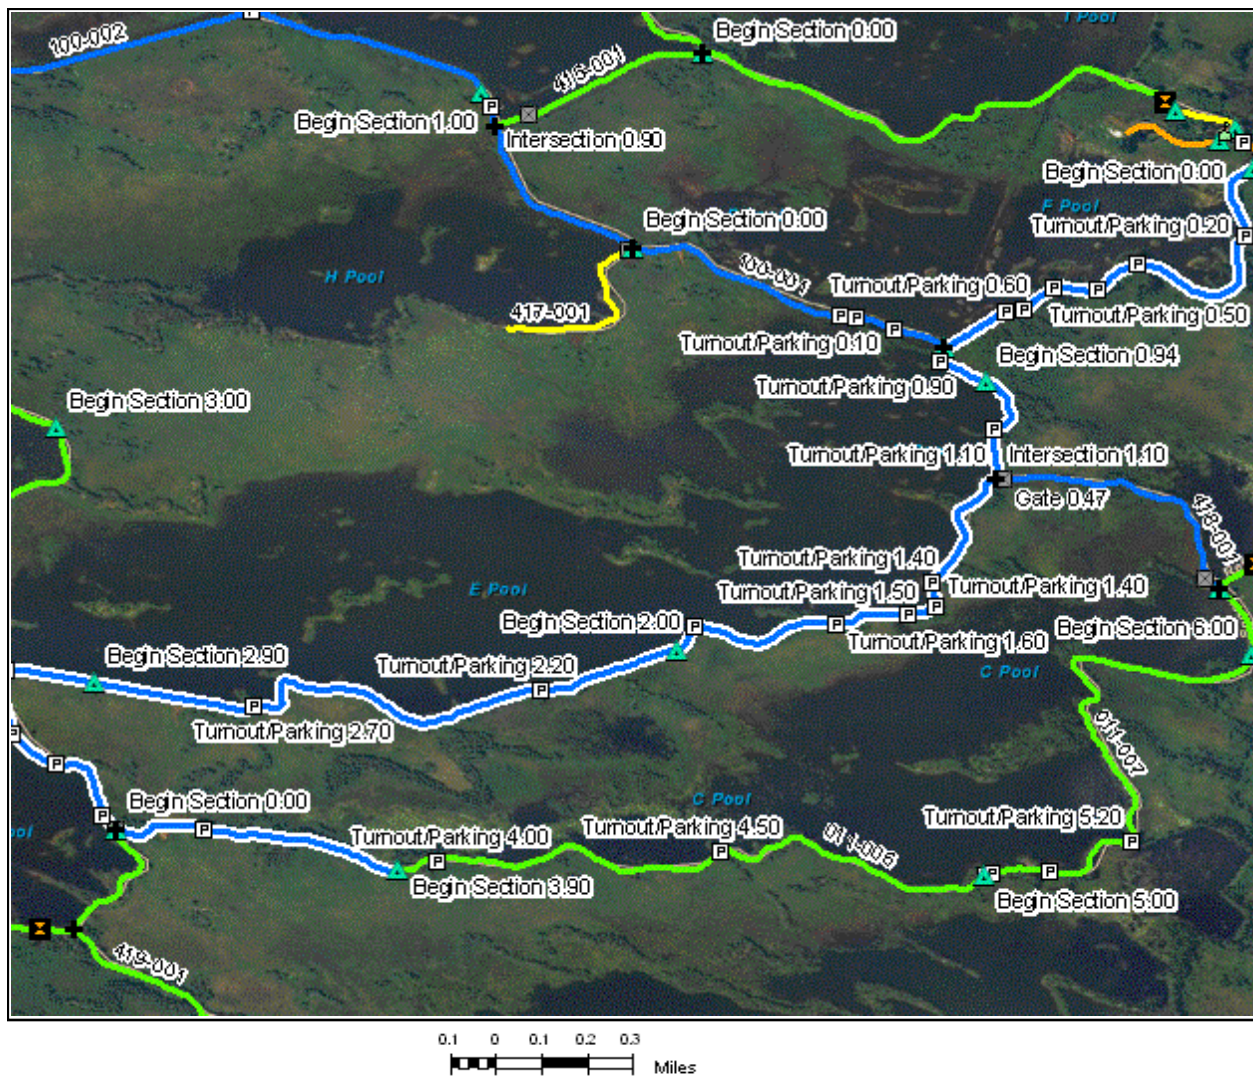 I Pool
Begin Section 0.00
100-002
415-001
Begin Section 1.00
Intersection 0.90
Begin Section 0.00
F Pool
Begin Section 0.00
Turnout/Parking 0.20
H Pool
100-001
Turnout/Parking 0.60
417-001
Turnout/Parking 0.50
Turnout/Parking 0.10
Begin Section 0.94
Turnout/Parking 0.90
Begin Section 3.00
Turnout/Parking 1.10
Intersection 1.10
Gate 0.47
413-001
Turnout/Parking 1.40
E Pool
Turnout/Parking 1.50
Turnout/Parking 1.40
Begin Section 2.00
Turnout/Parking 1.60
Begin Section 6.00
Begin Section 2.90
Turnout/Parking 2.20
C Pool
Turnout/Parking 2.70
011-007
Begin Section 0.00
C Pool
Turnout/Parking 5.20
ool
Turnout/Parking 4.00
Turnout/Parking 4.50
011-006
Begin Section 3.90
Begin Section 5.00
419-001
0.1 0 0.1 0.2 0.3
Miles